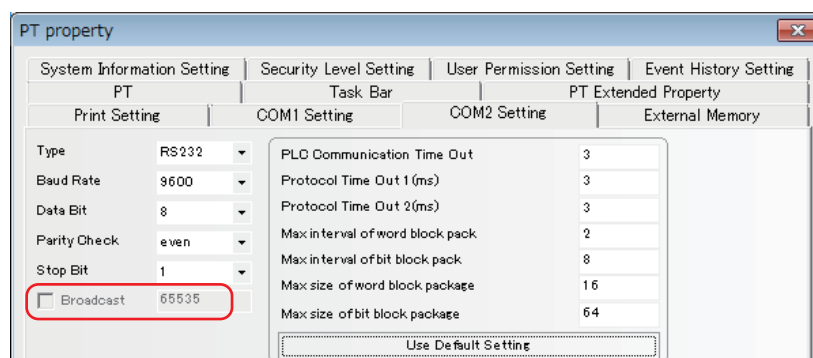 PT property
System Information Setting
Security Level Setting
User Permission Setting
Event History Setting
PT
Task Bar
PT Extended Property
Print Setting
COM1 Setting
COM2 Setting
External Memory
Type RS232
Baud Rate 9600
Data Bit 8
Parity Check even
Stop Bit 1
Broadcast 65535
PLC Communication Time Out 3
Protocol Time Out 1(ms) 3
Protocol Time Out 2(ms) 3
Max interval of word block pack 2
Max interval of bit block pack 8
Max size of word block package 16
Max size of bit block package 64
Use Default Setting